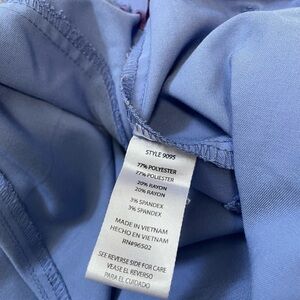 STYLE 9095
77% POLYESTER
77% POLIESTER
20% RAYON
20% RAYON
3% SPANDEX
3% SPANDEX
MADE IN VIETNAM
HECHO EN VIETNAM
RN#96502
SEE REVERSE SIDE FOR CARE
VEASE EL REVERSO
PARA EL CUIDADO